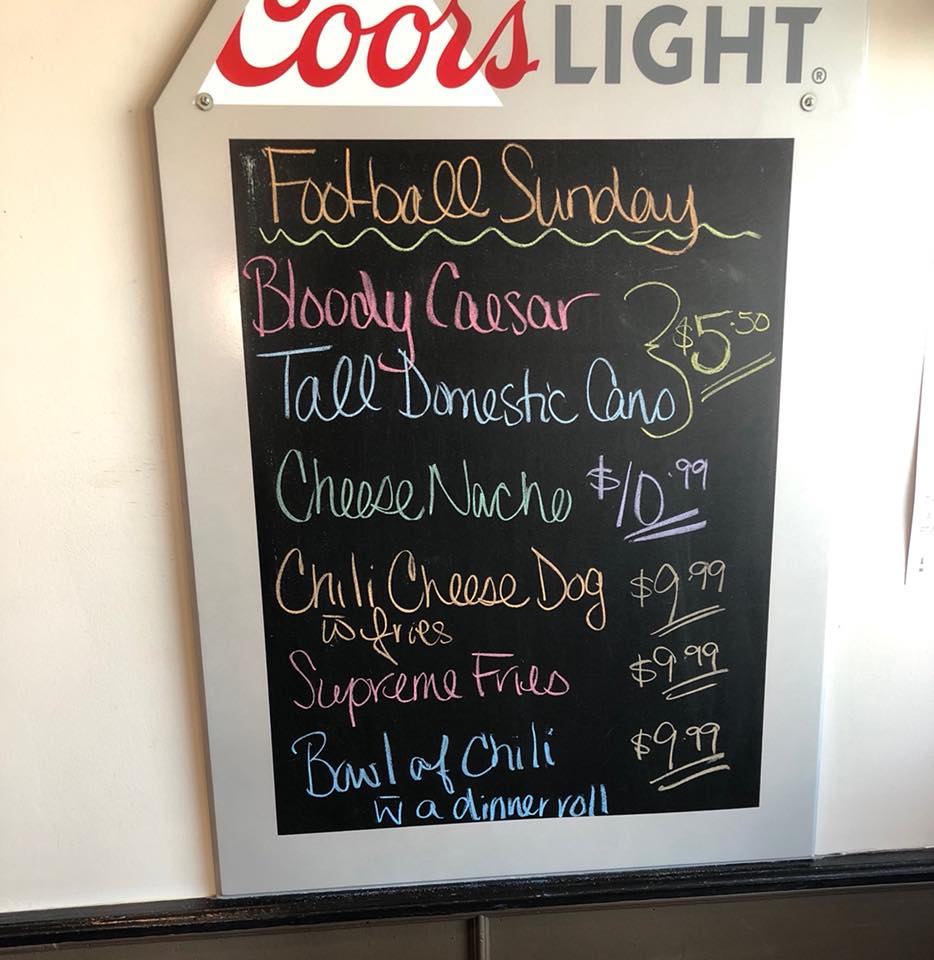 Coors LIGHT®
Football Sunday
Bloody Caesar
Tall Domestic Cans
$5.50
Cheese Nacho $10.99
Chili Cheese Dog $9.99
w̅ fries
Supreme Fries $9.99
Bowl of Chili $9.99
w̅ a dinner roll